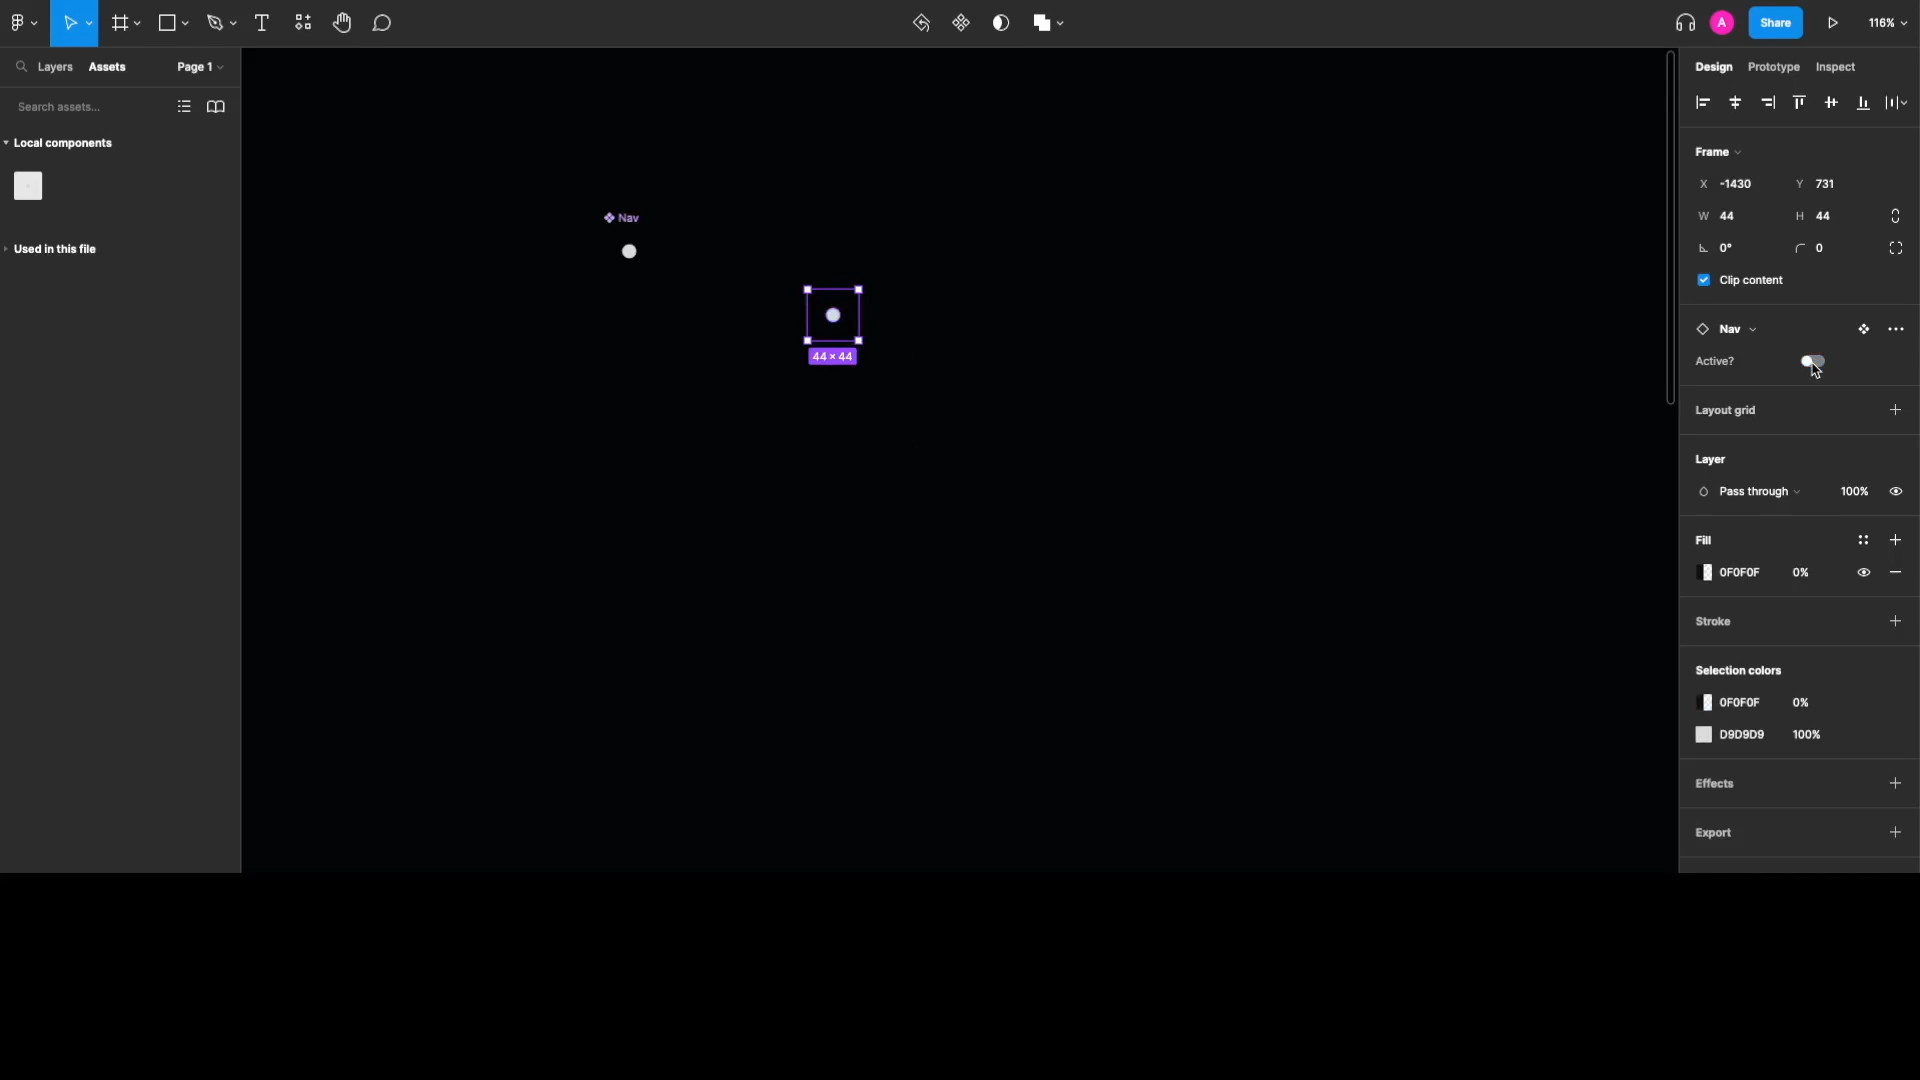 A
Share
116%
Layers
Assets
Page 1
Design
Prototype
Inspect
Search assets...
Local components
Used in this file
Nav
44 × 44
Frame
X -1430
Y 731
W 44
H 44
0°
0
Clip content
Nav
Active?
Layout grid
Layer
Pass through
100%
Fill
0F0F0F
0%
Stroke
Selection colors
0F0F0F
0%
D9D9D9
100%
Effects
Export